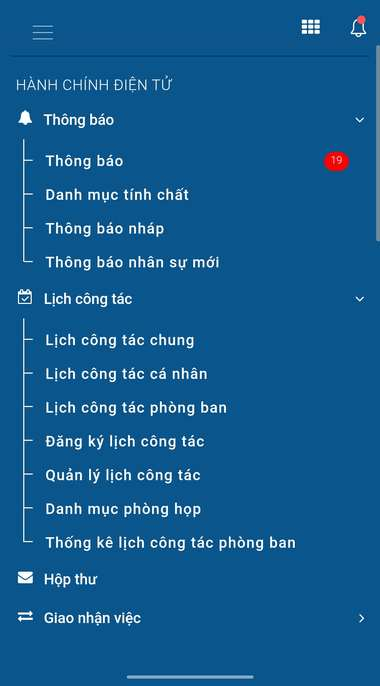 HÀNH CHÍNH ĐIỆN TỬ
Thông báo
Thông báo 19
Danh mục tính chất
Thông báo nháp
Thông báo nhân sự mới
Lịch công tác
Lịch công tác chung
Lịch công tác cá nhân
Lịch công tác phòng ban
Đăng ký lịch công tác
Quản lý lịch công tác
Danh mục phòng họp
Thống kê lịch công tác phòng ban
Hộp thư
Giao nhận việc